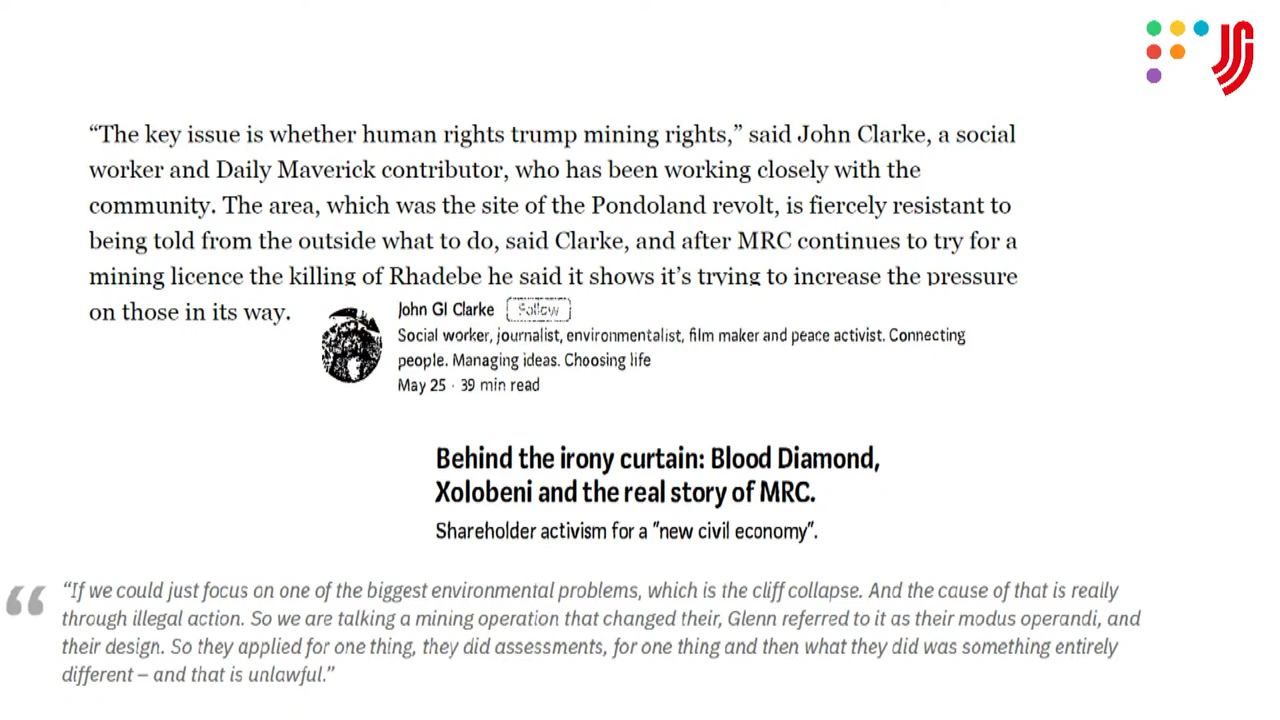 “The key issue is whether human rights trump mining rights,” said John Clarke, a social
worker and Daily Maverick contributor, who has been working closely with the
community. The area, which was the site of the Pondoland revolt, is fiercely resistant to
being told from the outside what to do, said Clarke, and after MRC continues to try for a
mining licence the killing of Rhadebe he said it shows it’s trying to increase the pressure
on those in its way.
John GI Clarke Follow
Social worker, journalist, environmentalist, film maker and peace activist. Connecting
people. Managing ideas. Choosing life
May 25 · 39 min read
Behind the irony curtain: Blood Diamond,
Xolobeni and the real story of MRC.
Shareholder activism for a "new civil economy".
“
“If we could just focus on one of the biggest environmental problems, which is the cliff collapse. And the cause of that is really
through illegal action. So we are talking a mining operation that changed their, Glenn referred to it as their modus operandi, and
their design. So they applied for one thing, they did assessments, for one thing and then what they did was something entirely
different – and that is unlawful.”